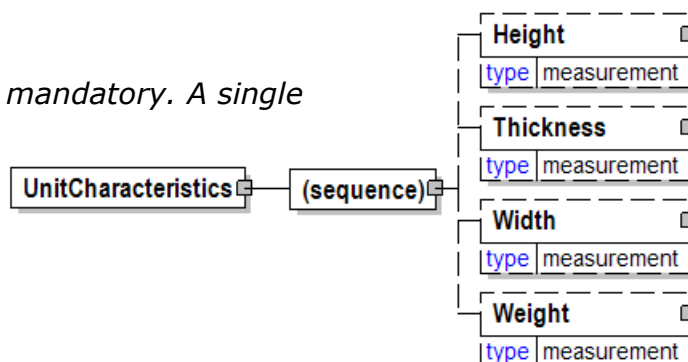 Height
type measurement
mandatory. A single
Thickness
type measurement
UnitCharacteristics (sequence)
Width
type measurement
Weight
type measurement